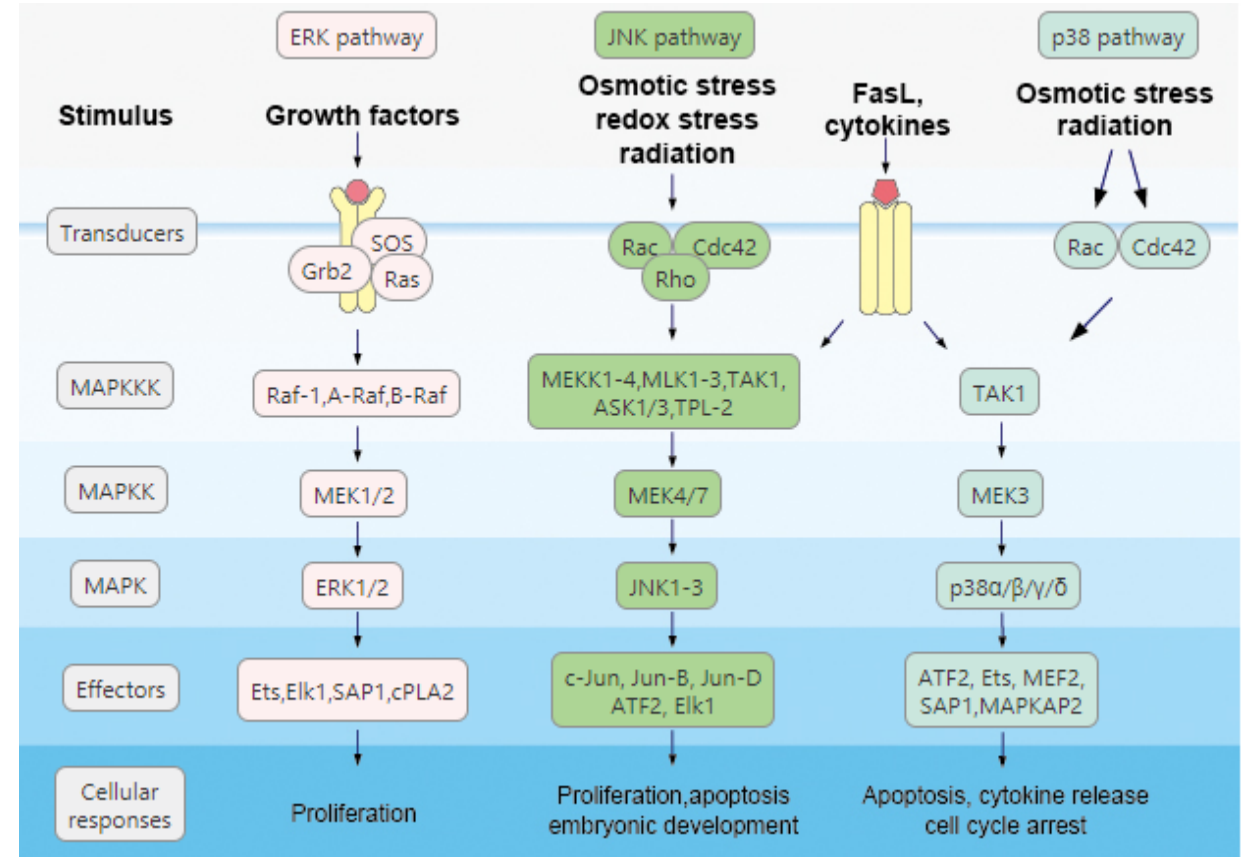 ERK pathway
JNK pathway
p38 pathway
Stimulus
Growth factors
Osmotic stress
redox stress
radiation
FasL,
cytokines
Osmotic stress
radiation
Transducers
SOS
Grb2
Ras
Rac
Cdc42
Rho
Rac
Cdc42
MAPKKK
Raf-1,A-Raf,B-Raf
MEKK1-4,MLK1-3,TAK1,
ASK1/3,TPL-2
TAK1
MAPKK
MEK1/2
MEK4/7
MEK3
MAPK
ERK1/2
JNK1-3
p38α/β/γ/δ
Effectors
Ets,Elk1,SAP1,cPLA2
c-Jun, Jun-B, Jun-D
ATF2, Elk1
ATF2, Ets, MEF2,
SAP1,MAPKAP2
Cellular
responses
Proliferation
Proliferation,apoptosis
embryonic development
Apoptosis, cytokine release
cell cycle arrest